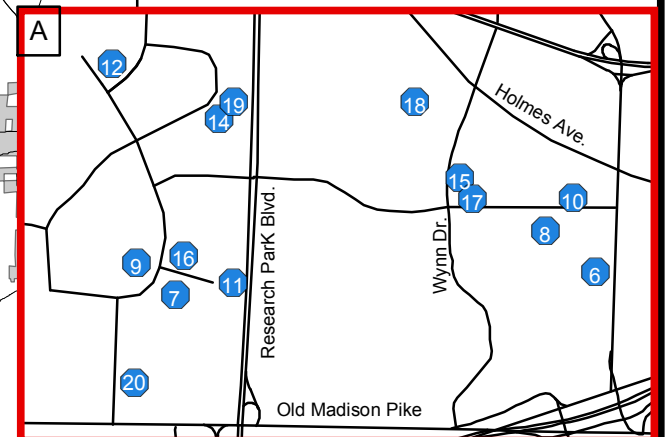 A
12
19
14
18
Holmes Ave.
15
17
10
8
6
Wynn Dr.
Research ParK Blvd.
9
16
7
11
20
Old Madison Pike